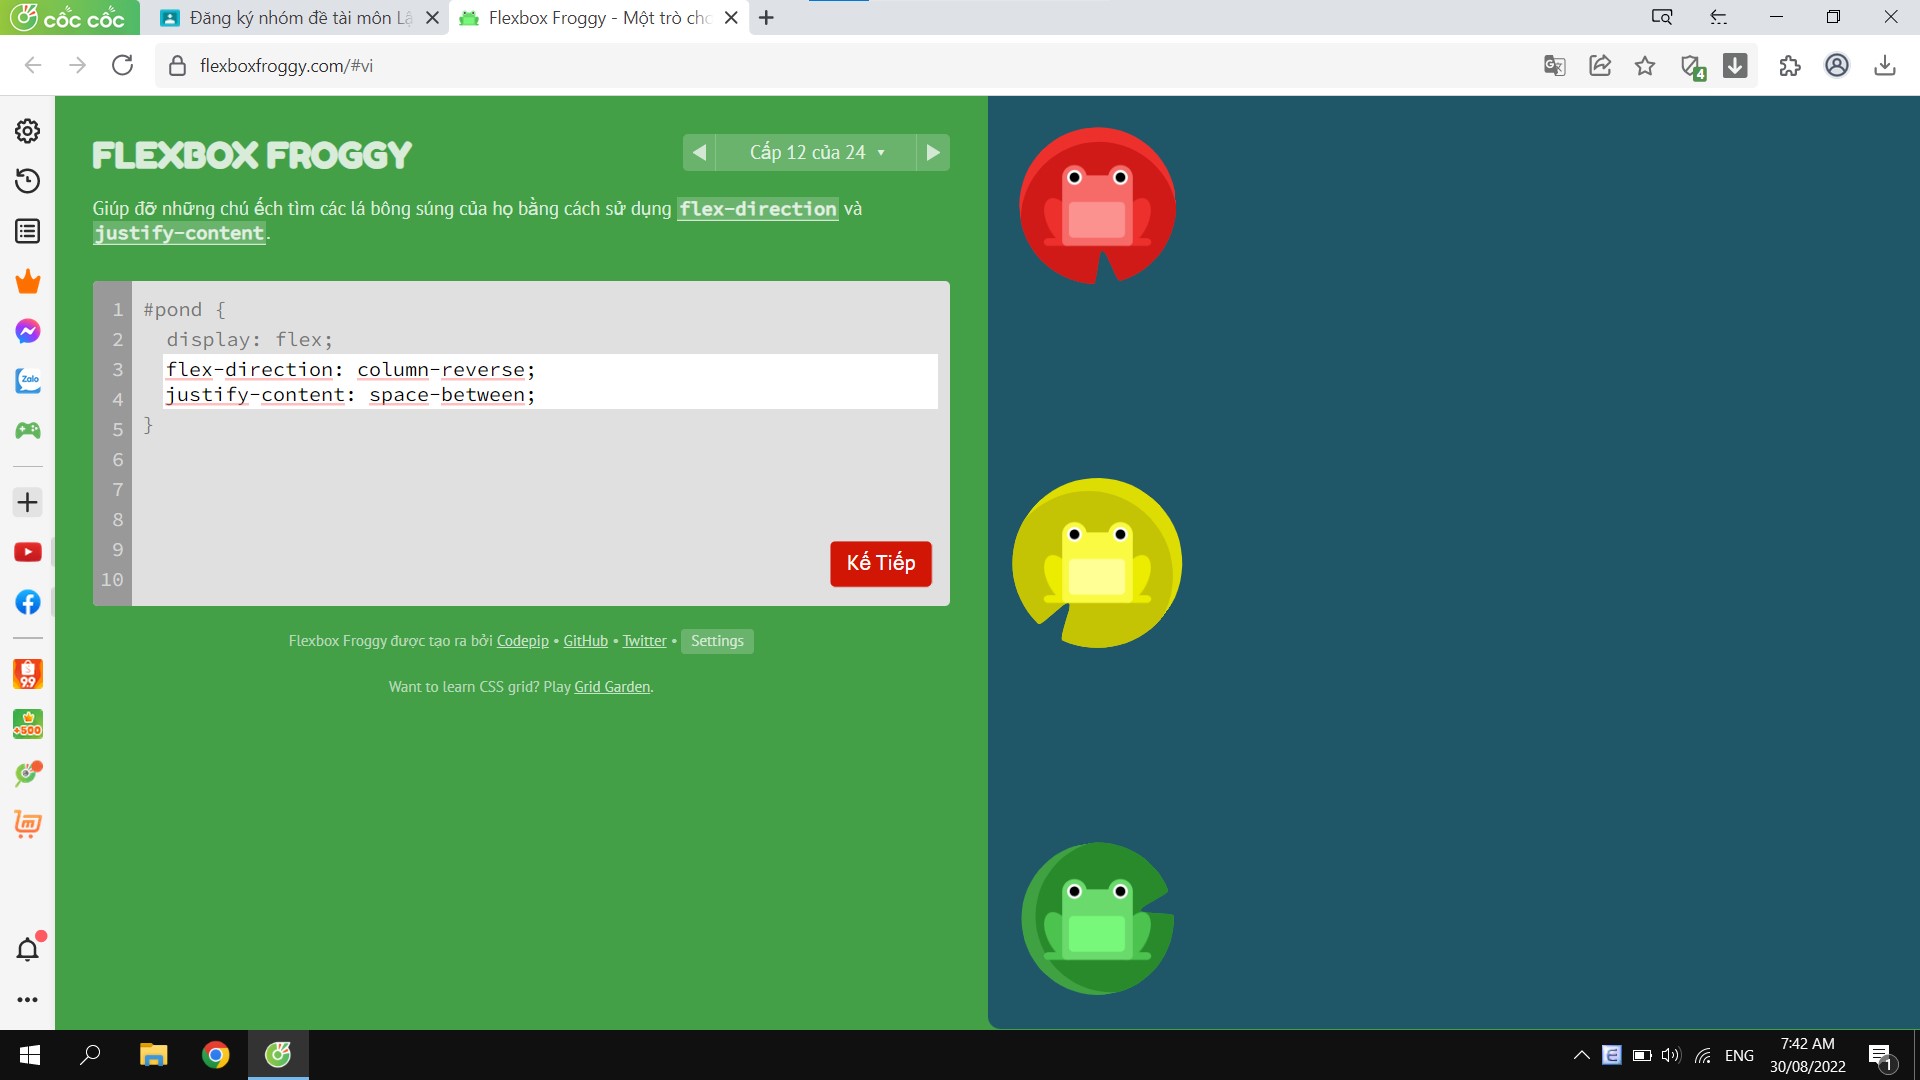 cốc cốc
Đăng ký nhóm đề tài môn Lậ
Flexbox Froggy - Một trò chơ
flexboxfroggy.com/#vi
4
FLEXBOX FROGGY
Cấp 12 của 24
Giúp đỡ những chú ếch tìm các lá bông súng của họ bằng cách sử dụng flex-direction và
justify-content.
1 #pond {
2 display: flex;
3 flex-direction: column-reverse;
4 justify-content: space-between;
5 }
6
7
8
9
10
Kế Tiếp
Flexbox Froggy được tạo ra bởi Codepip • GitHub • Twitter • Settings
Want to learn CSS grid? Play Grid Garden.
Zalo
9.9
+500
m
ENG
7:42 AM
30/08/2022
1